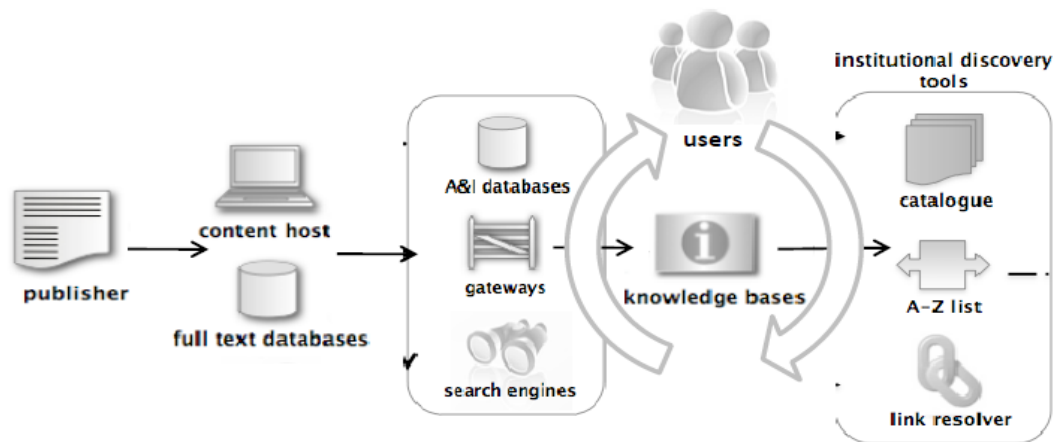 publisher
content host
full text databases
A&I databases
gateways
search engines
users
knowledge bases
institutional discovery
tools
catalogue
A-Z list
link resolver